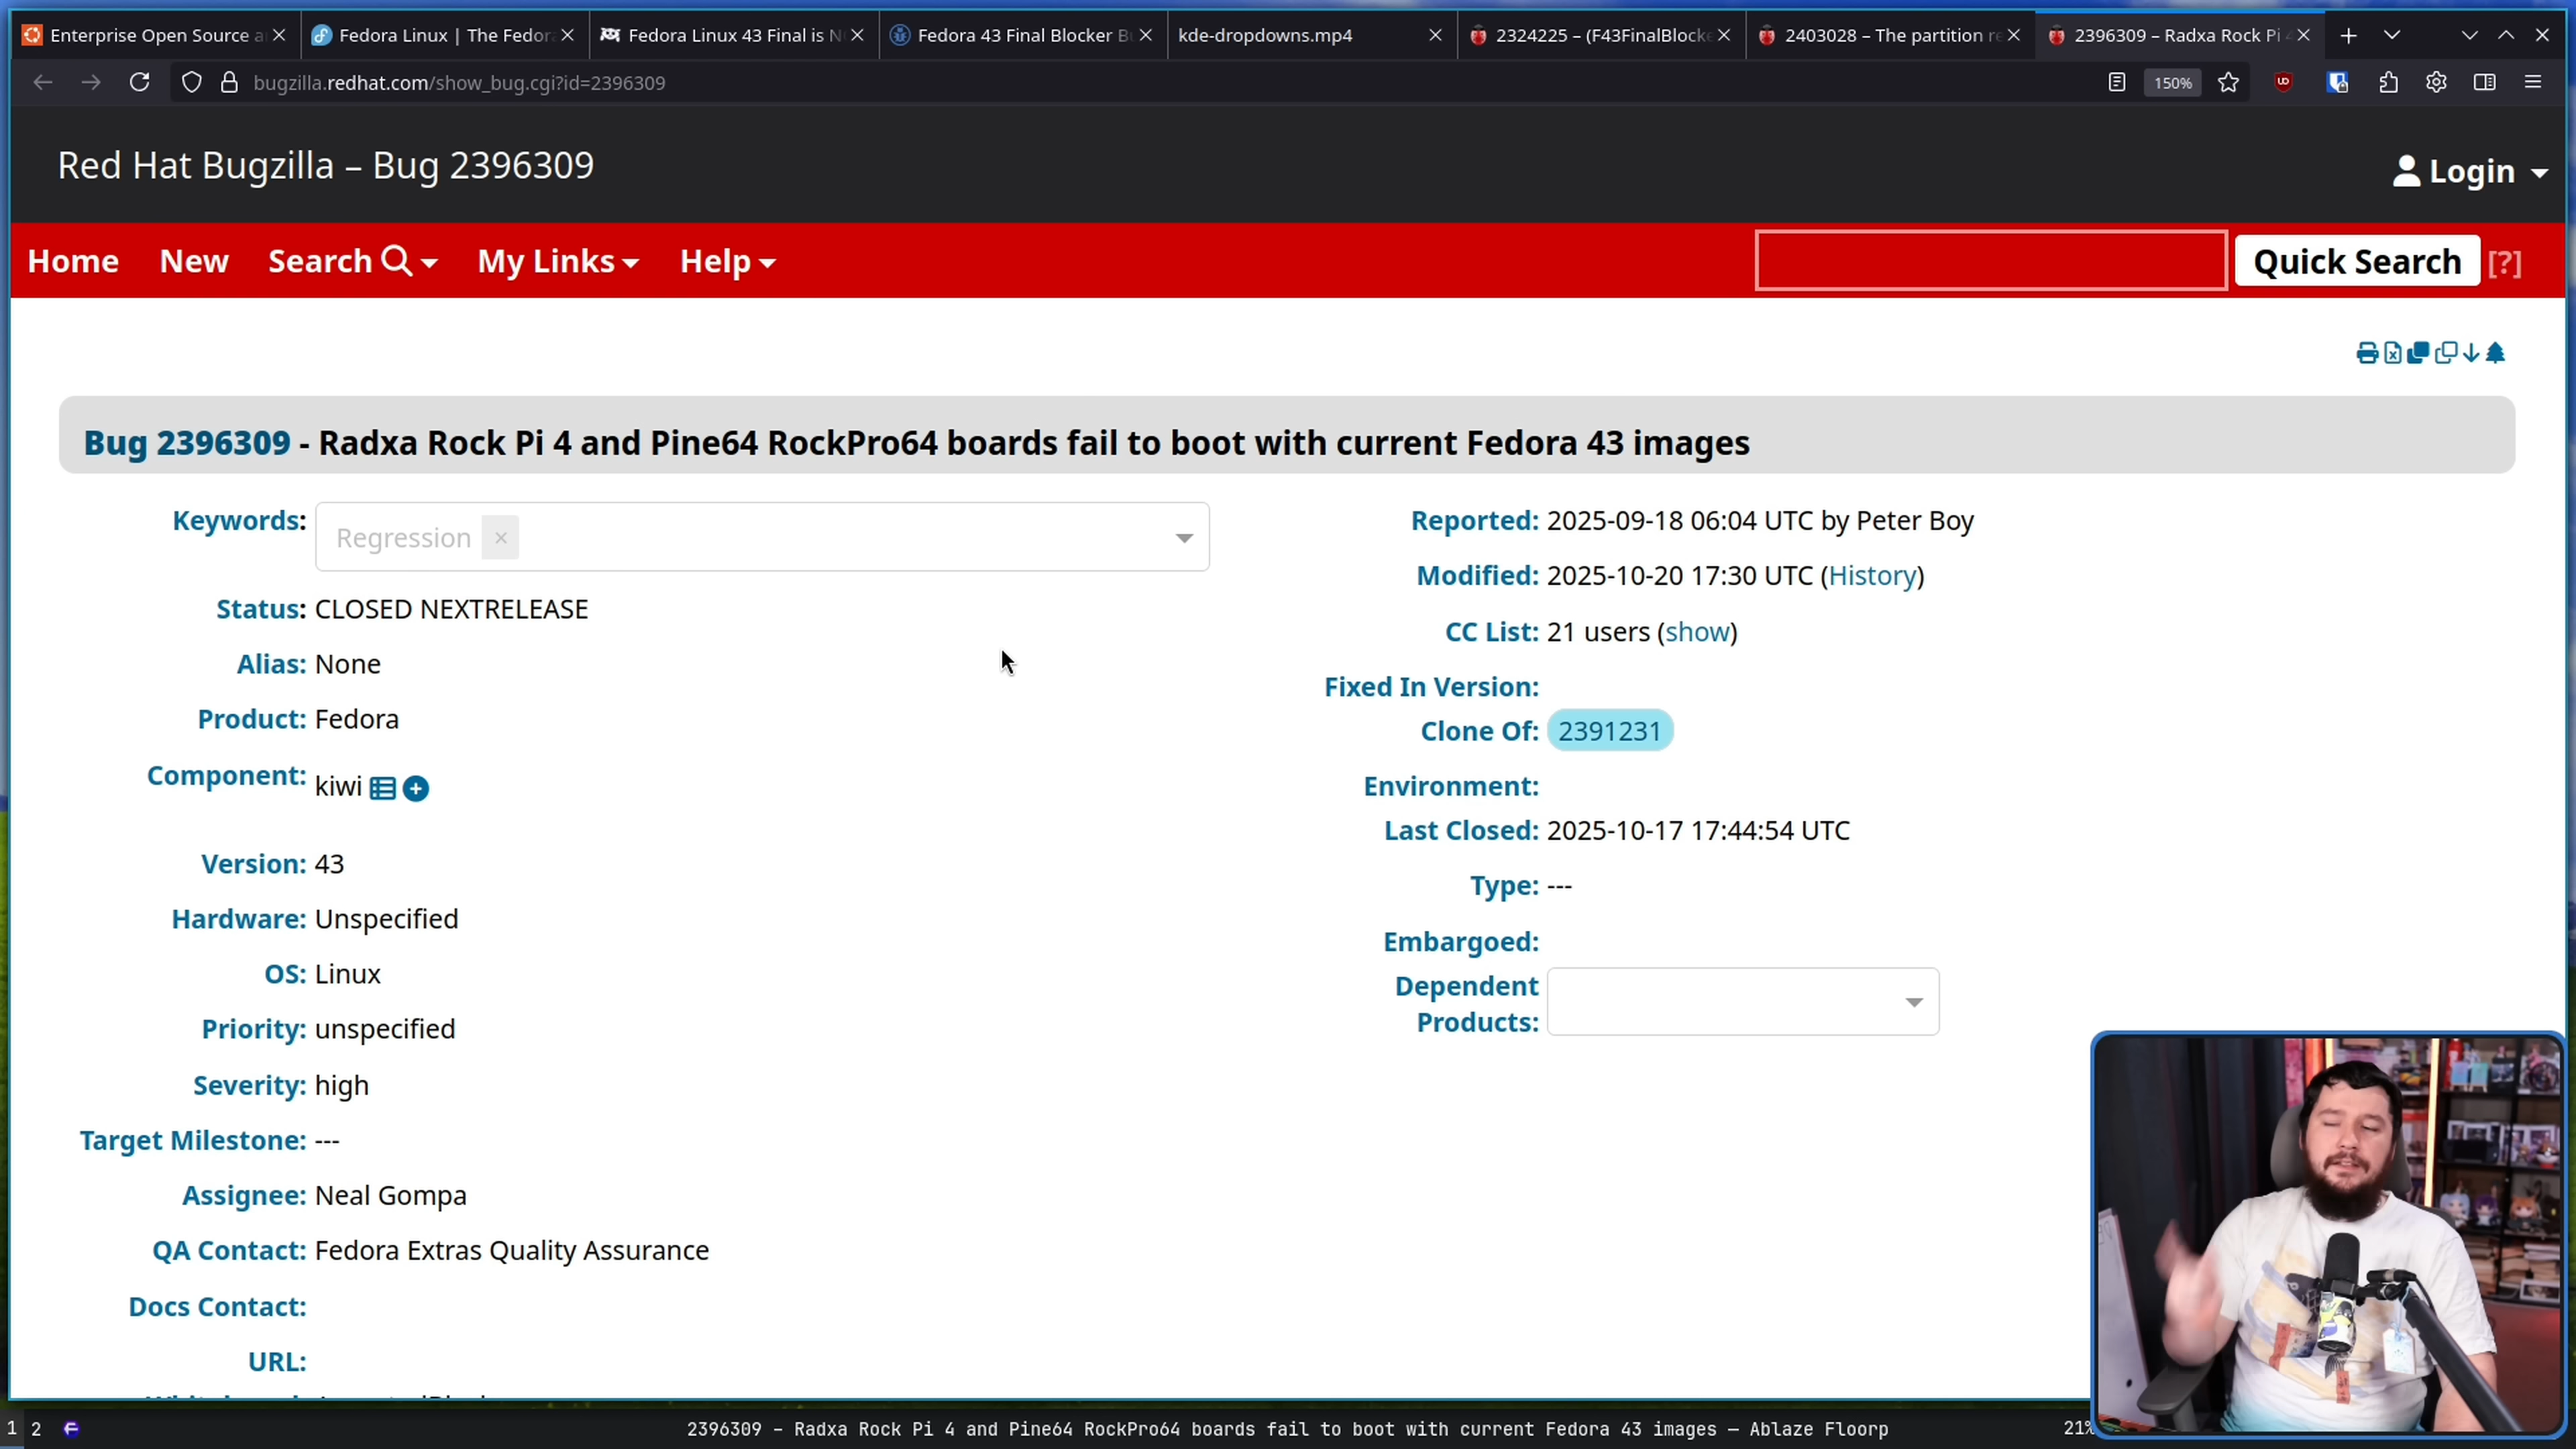 Enterprise Open Source a
Fedora Linux | The Fedor
Fedora Linux 43 Final is N
Fedora 43 Final Blocker B
kde-dropdowns.mp4
2324225 – (F43FinalBlock
2403028 – The partition re
2396309 – Radxa Rock Pi 4
bugzilla.redhat.com/show_bug.cgi?id=2396309
150%
Red Hat Bugzilla – Bug 2396309
Login
Home New Search My Links Help
Quick Search [?]
Bug 2396309 - Radxa Rock Pi 4 and Pine64 RockPro64 boards fail to boot with current Fedora 43 images
Keywords: Regression ×
Status: CLOSED NEXTRELEASE
Alias: None
Product: Fedora
Component: kiwi
Version: 43
Hardware: Unspecified
OS: Linux
Priority: unspecified
Severity: high
Target Milestone: ---
Assignee: Neal Gompa
QA Contact: Fedora Extras Quality Assurance
Docs Contact:
URL:
Reported: 2025-09-18 06:04 UTC by Peter Boy
Modified: 2025-10-20 17:30 UTC (History)
CC List: 21 users (show)
Fixed In Version:
Clone Of: 2391231
Environment:
Last Closed: 2025-10-17 17:44:54 UTC
Type: ---
Embargoed:
Dependent
Products:
1 2
2396309 – Radxa Rock Pi 4 and Pine64 RockPro64 boards fail to boot with current Fedora 43 images — Ablaze Floorp
21%